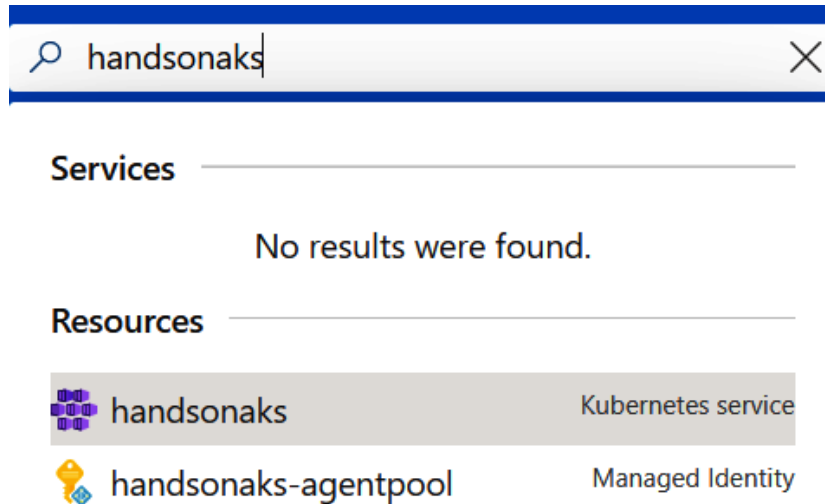 handsonaks
Services
No results were found.
Resources
handsonaks Kubernetes service
handsonaks-agentpool Managed Identity